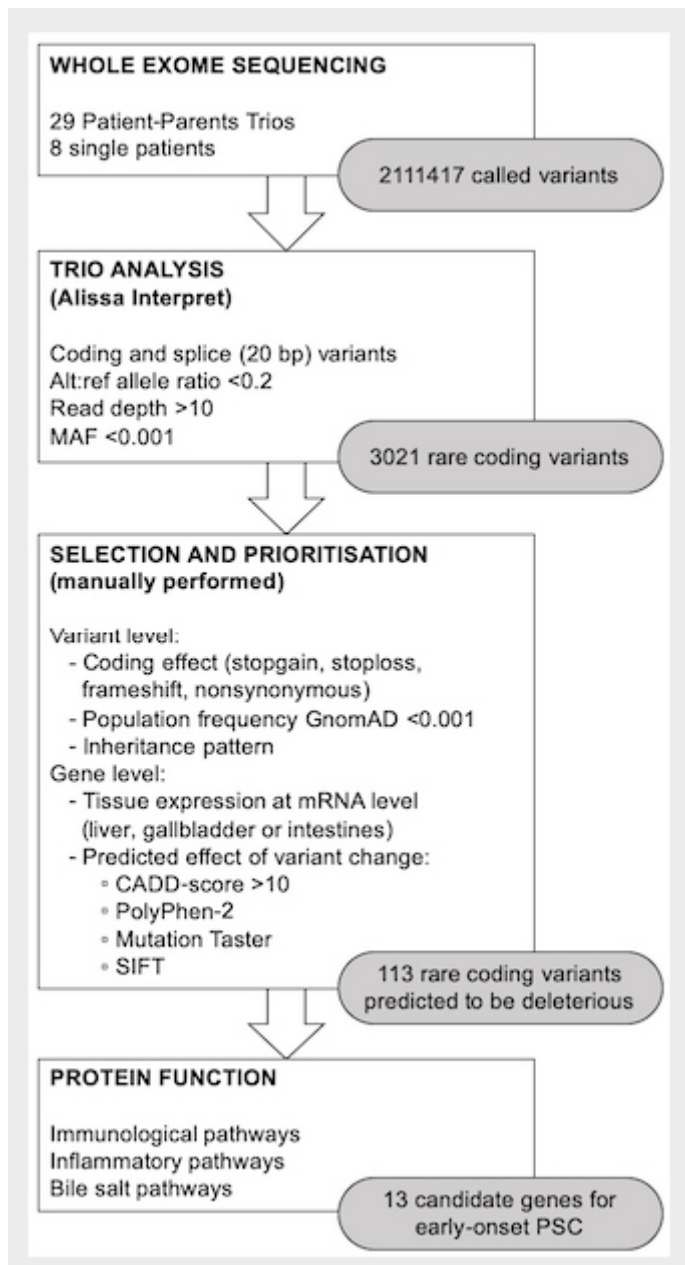 WHOLE EXOME SEQUENCING
29 Patient-Parents Trios
8 single patients
2111417 called variants
TRIO ANALYSIS
(Alissa Interpret)
Coding and splice (20 bp) variants
Alt:ref allele ratio <0.2
Read depth >10
MAF <0.001
3021 rare coding variants
SELECTION AND PRIORITISATION
(manually performed)
Variant level:
- Coding effect (stopgain, stoploss,
frameshift, nonsynonymous)
- Population frequency GnomAD <0.001
- Inheritance pattern
Gene level:
- Tissue expression at mRNA level
(liver, gallbladder or intestines)
- Predicted effect of variant change:
▫ CADD-score >10
▫ PolyPhen-2
▫ Mutation Taster
▫ SIFT
113 rare coding variants
predicted to be deleterious
PROTEIN FUNCTION
Immunological pathways
Inflammatory pathways
Bile salt pathways
13 candidate genes for
early-onset PSC